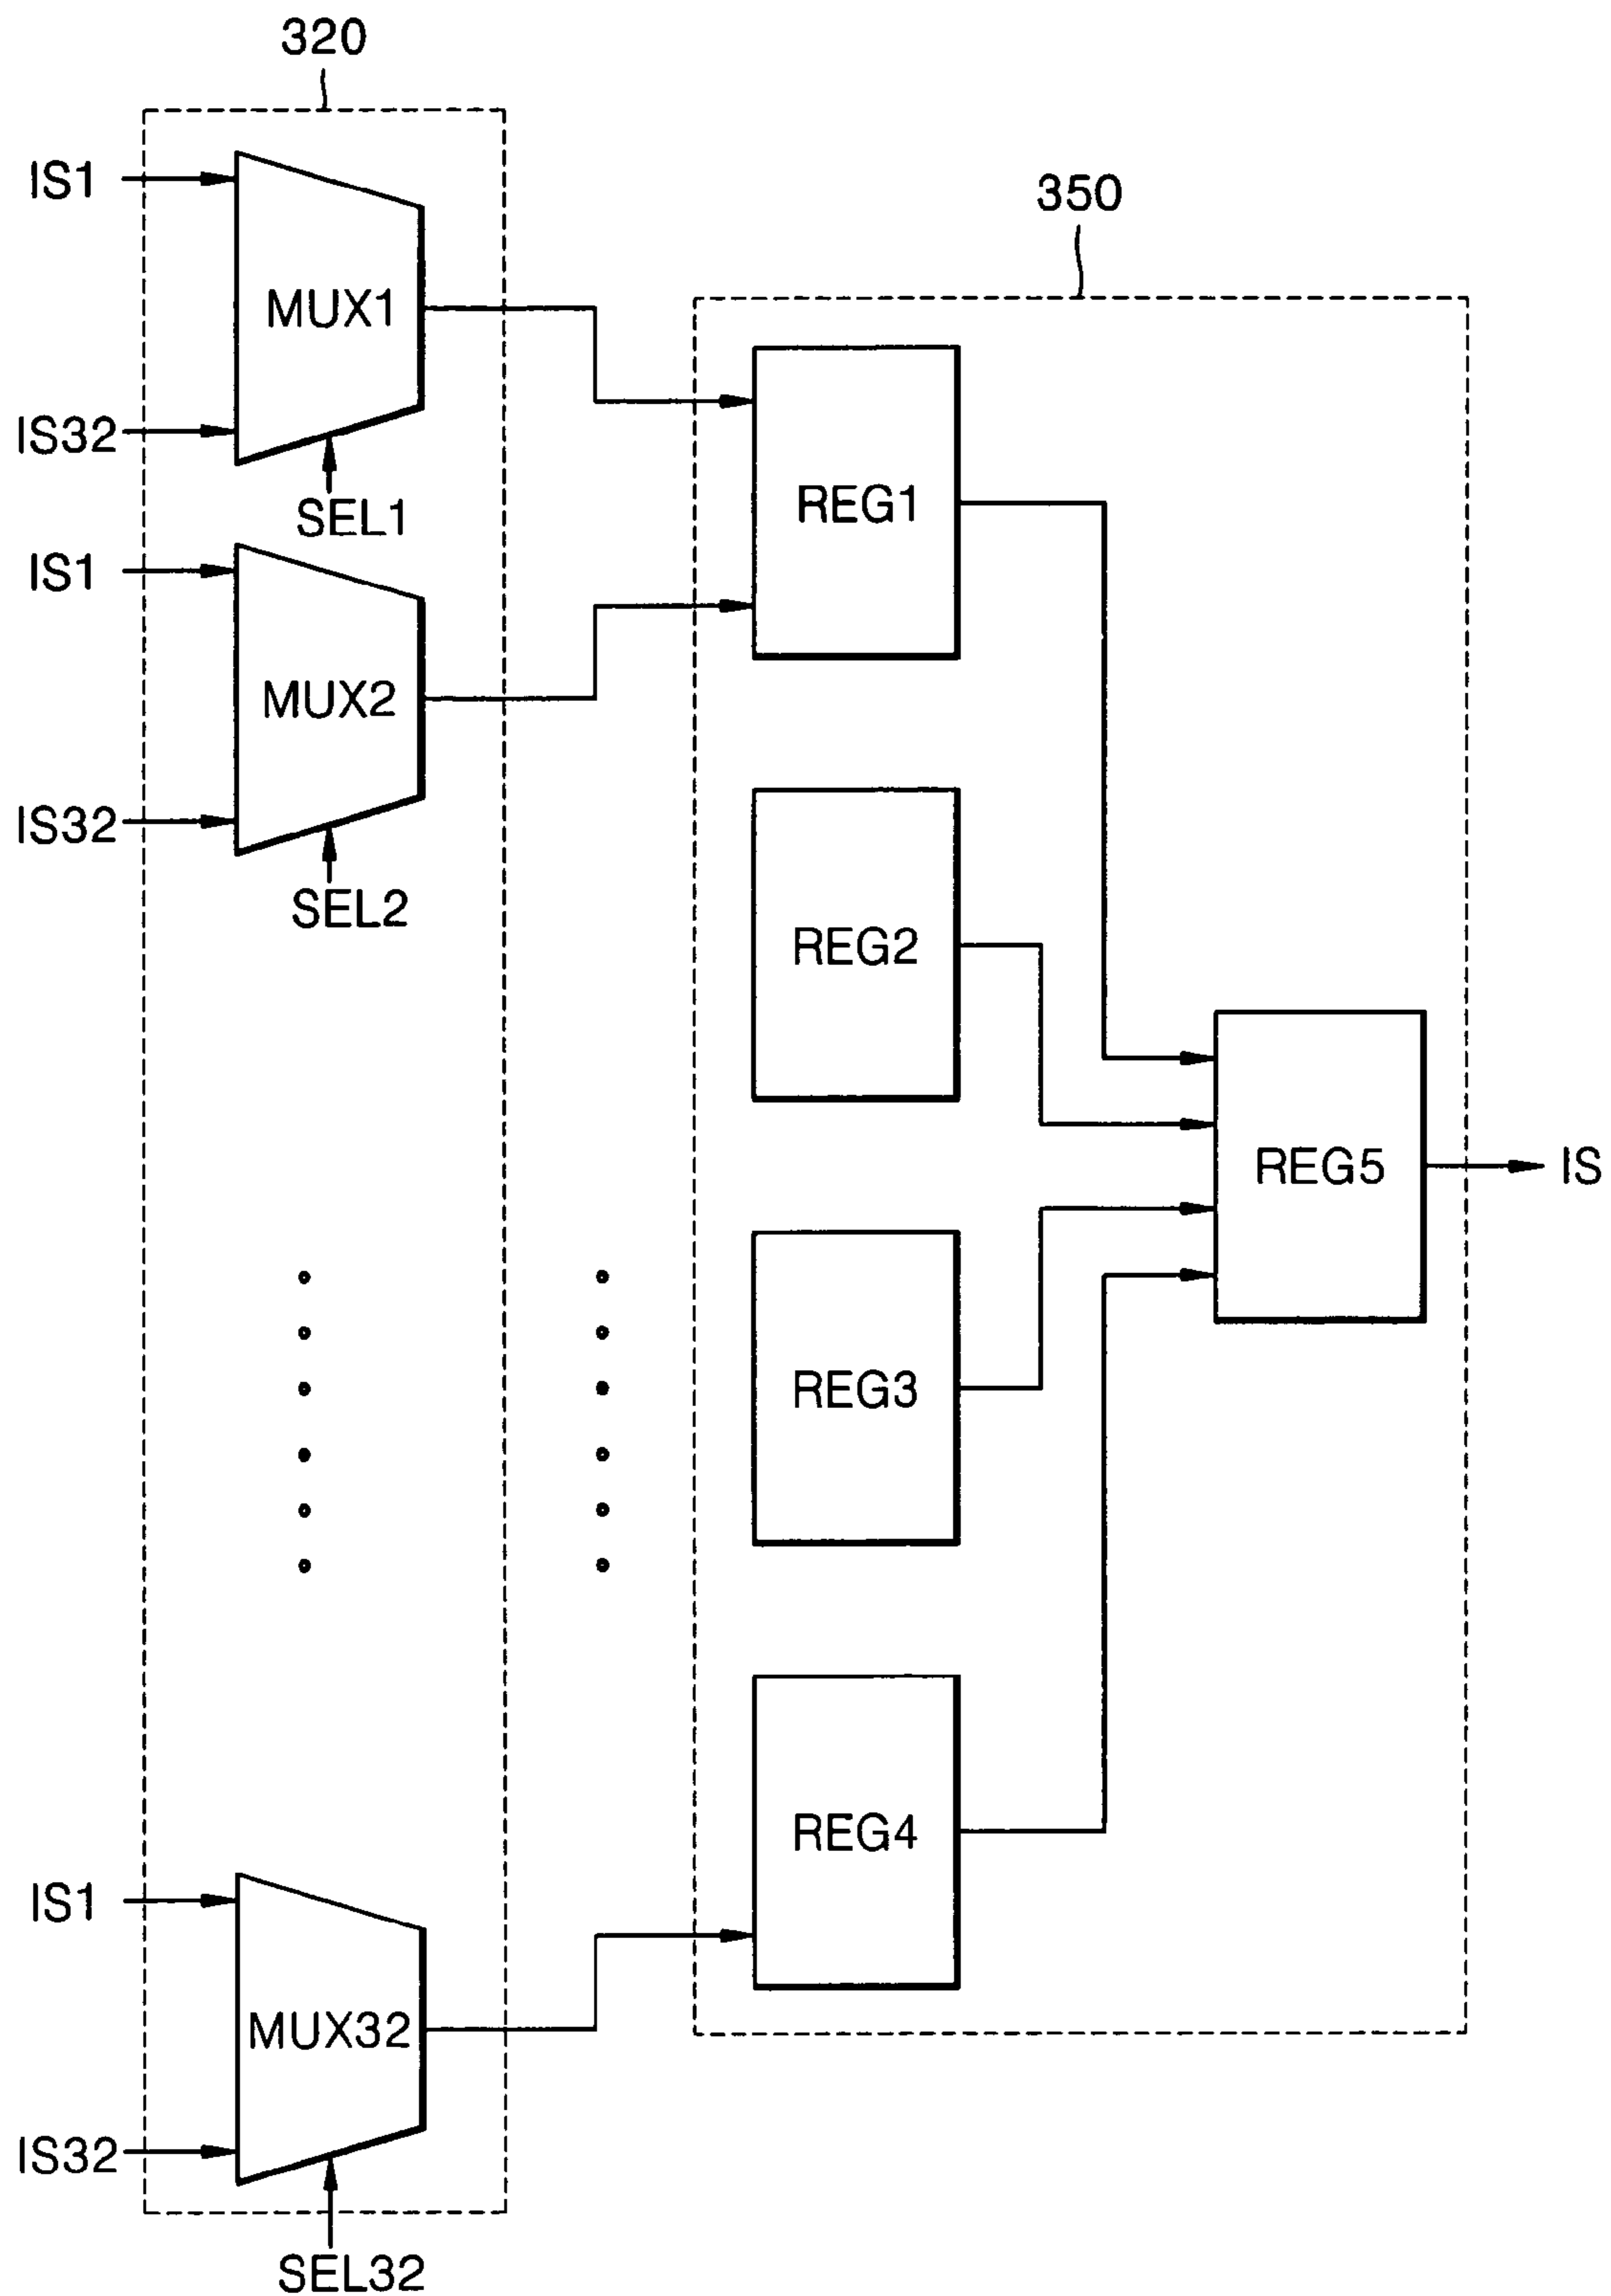 320
IS1
350
MUX1
IS32
REG1
SEL1
IS1
MUX2
IS32
SEL2
REG2
REG5
IS
REG3
REG4
IS1
MUX32
IS32
SEL32